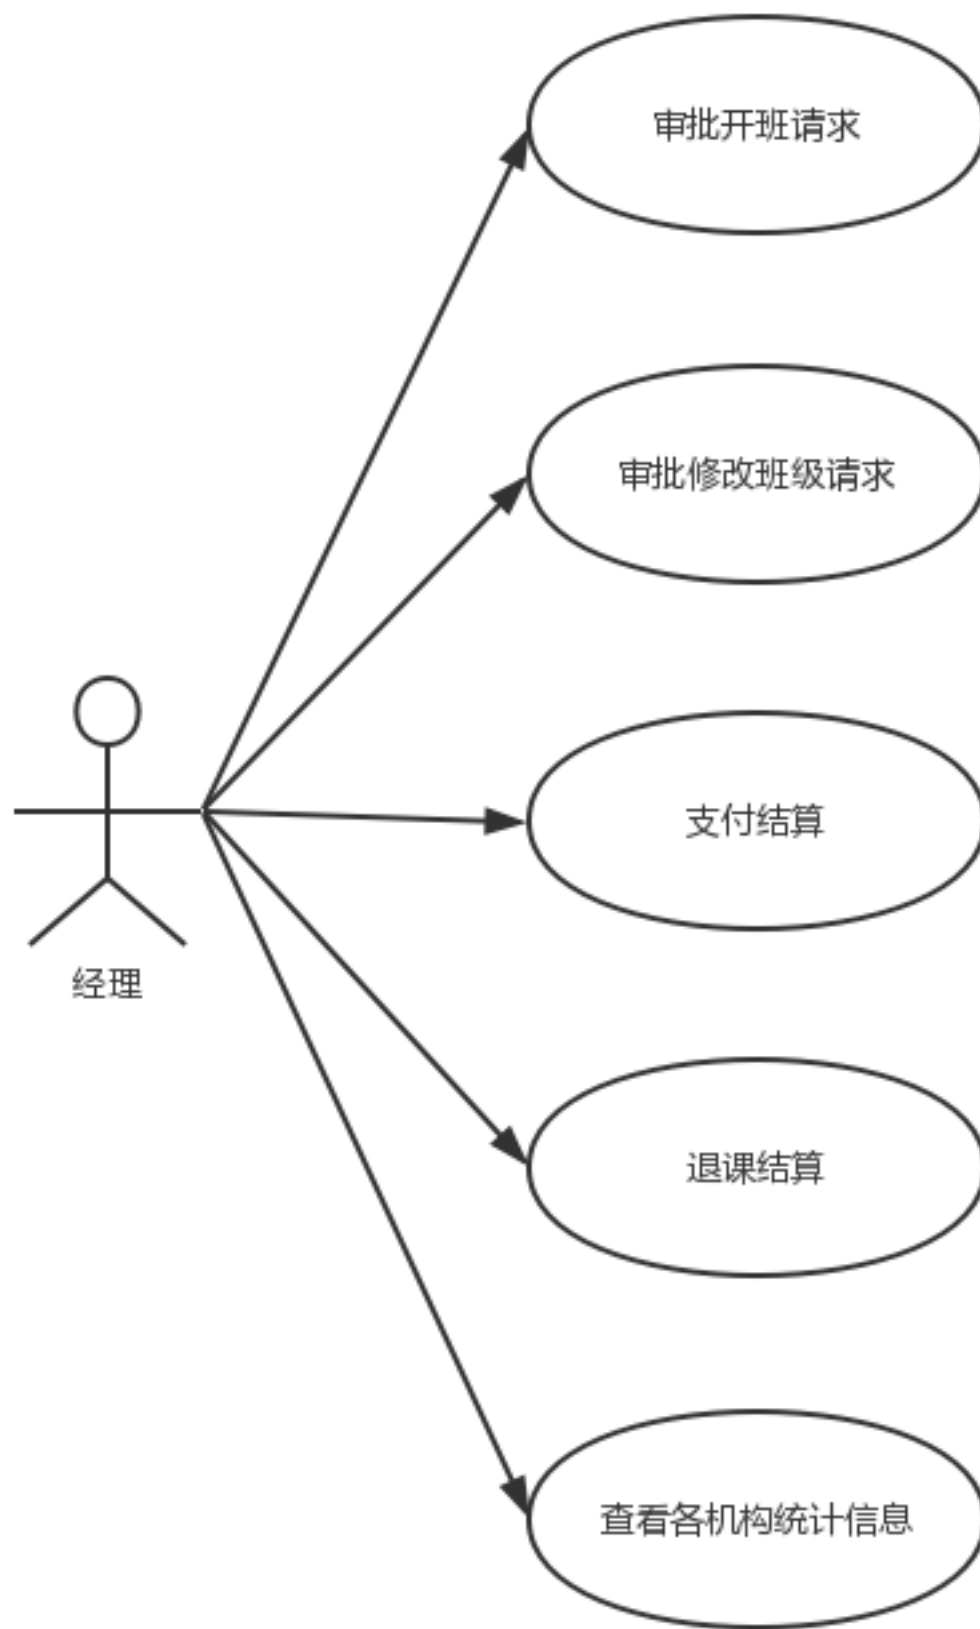 审批开班请求
审批修改班级请求
支付结算
经理
退课结算
查看各机构统计信息